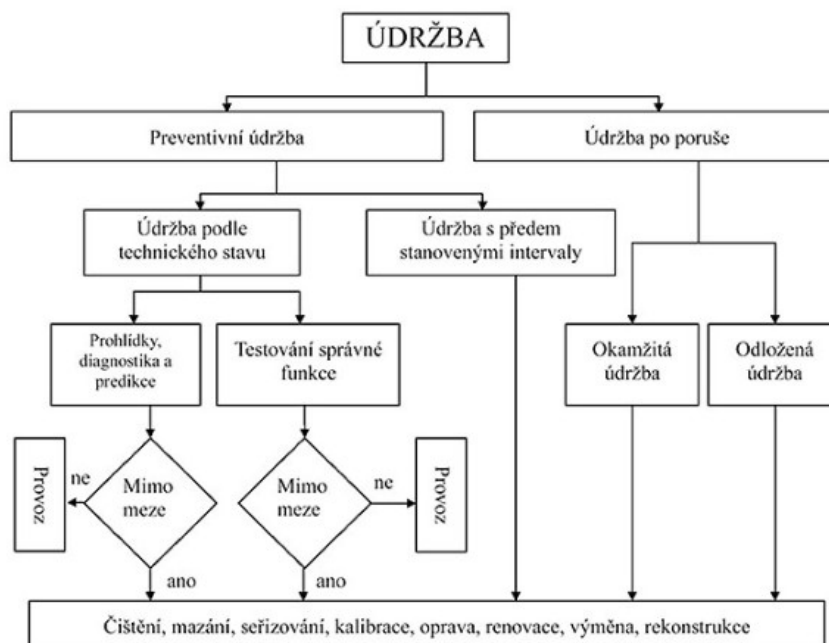 ÚDRŽBA
Preventivní údržba
Údržba po poruše
Údržba podle
technického stavu
Údržba s předem
stanovenými intervaly
Prohlídky,
diagnostika a
predikce
Testování správné
funkce
Okamžitá
údržba
Odložená
údržba
Provoz
ne
Mimo
meze
Mimo
meze
ne
Provoz
ano
ano
Čištění, mazání, seřizování, kalibrace, oprava, renovace, výměna, rekonstrukce